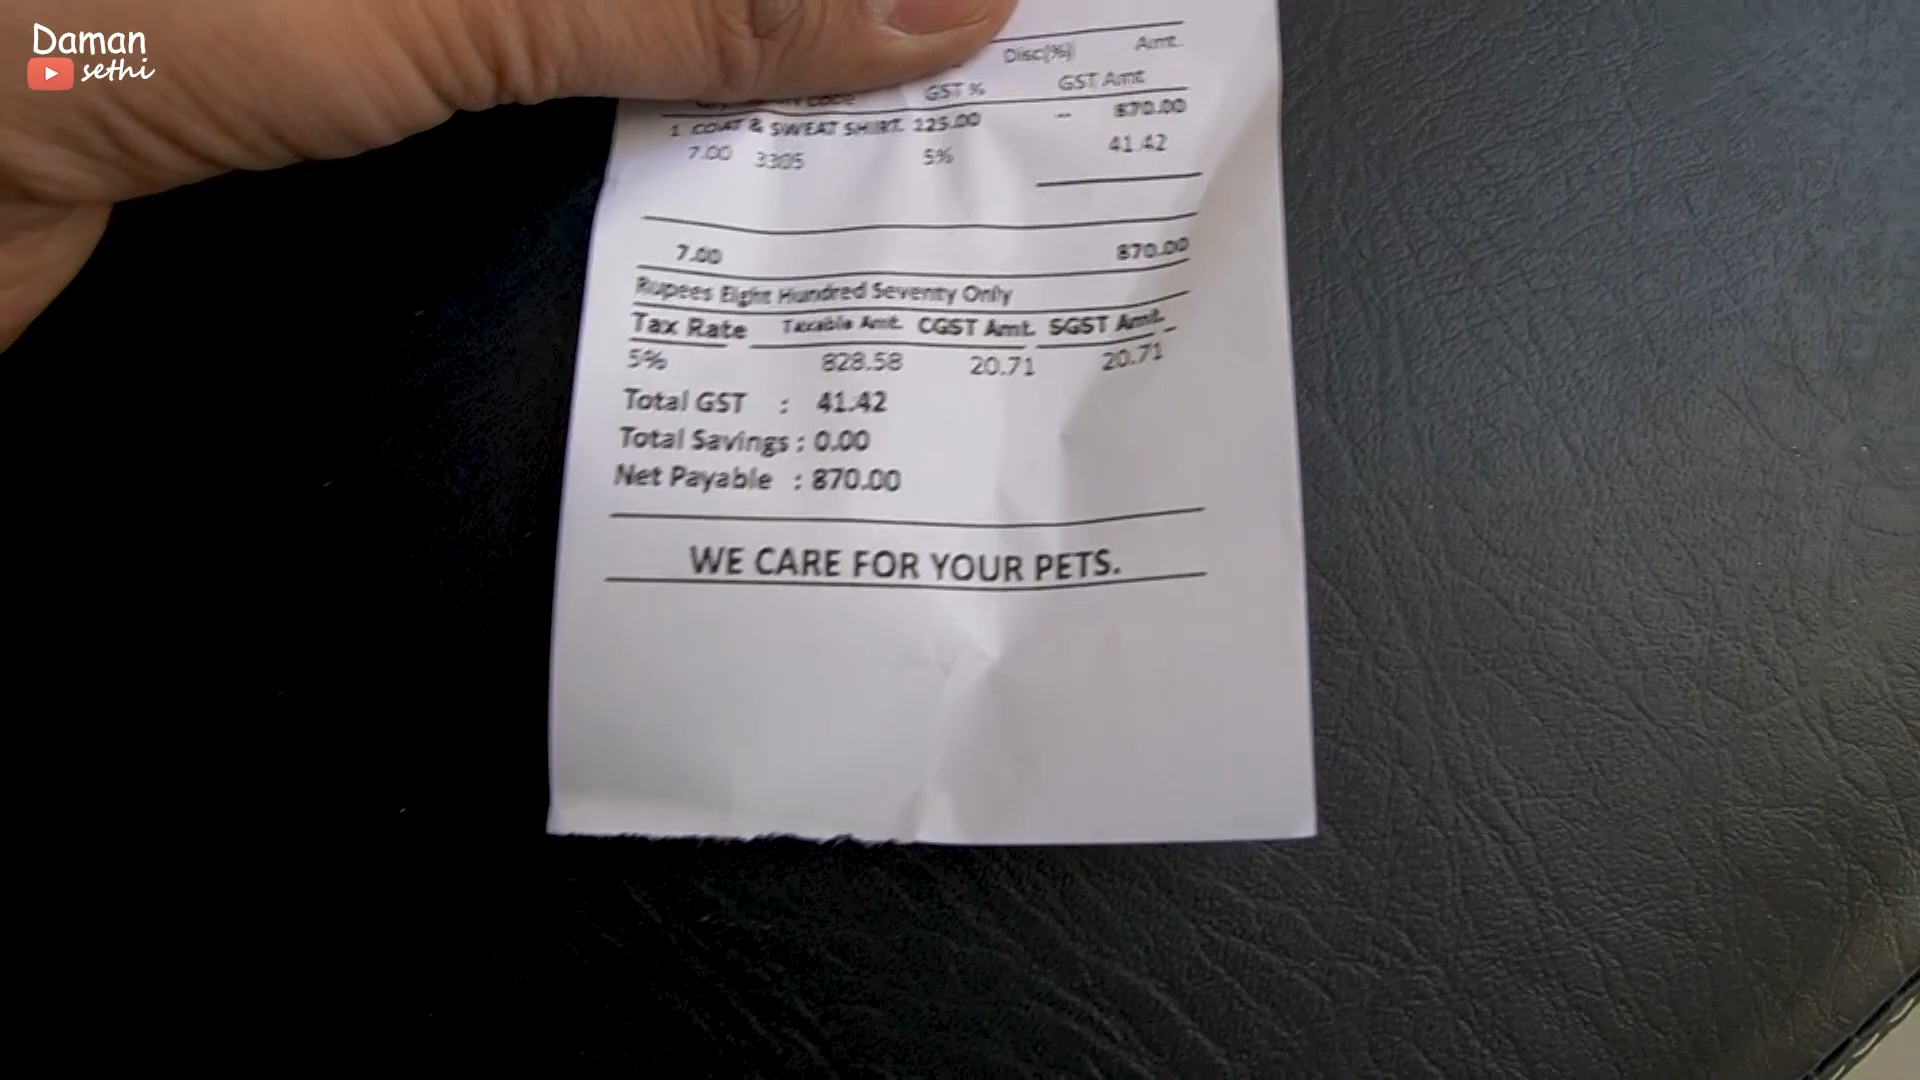 Daman
sethi
Disc(%) Amt.
Code GST % GST Amt
1 COAT & SWEAT SHIRT. 125.00 -- 870.00
7.00 3305 5% 41.42
7.00 870.00
Rupees Eight Hundred Seventy Only
Tax Rate Taxable Amt. CGST Amt. SGST Amt.
5% 828.58 20.71 20.71
Total GST : 41.42
Total Savings : 0.00
Net Payable : 870.00
WE CARE FOR YOUR PETS.